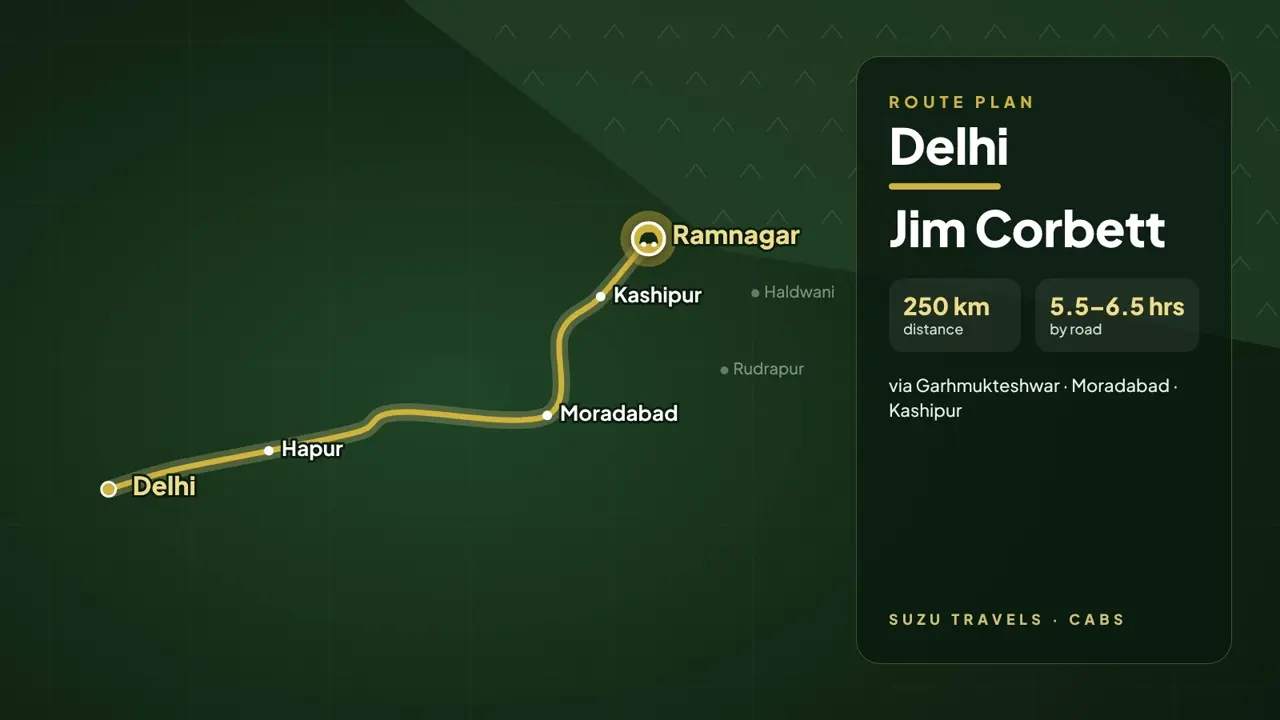 ROUTE PLAN
Delhi
Jim Corbett
250 km
distance
5.5–6.5 hrs
by road
via Garhmukteshwar · Moradabad ·
Kashipur
SUZU TRAVELS · CABS
Ramnagar
Kashipur
Haldwani
Rudrapur
Moradabad
Hapur
Delhi